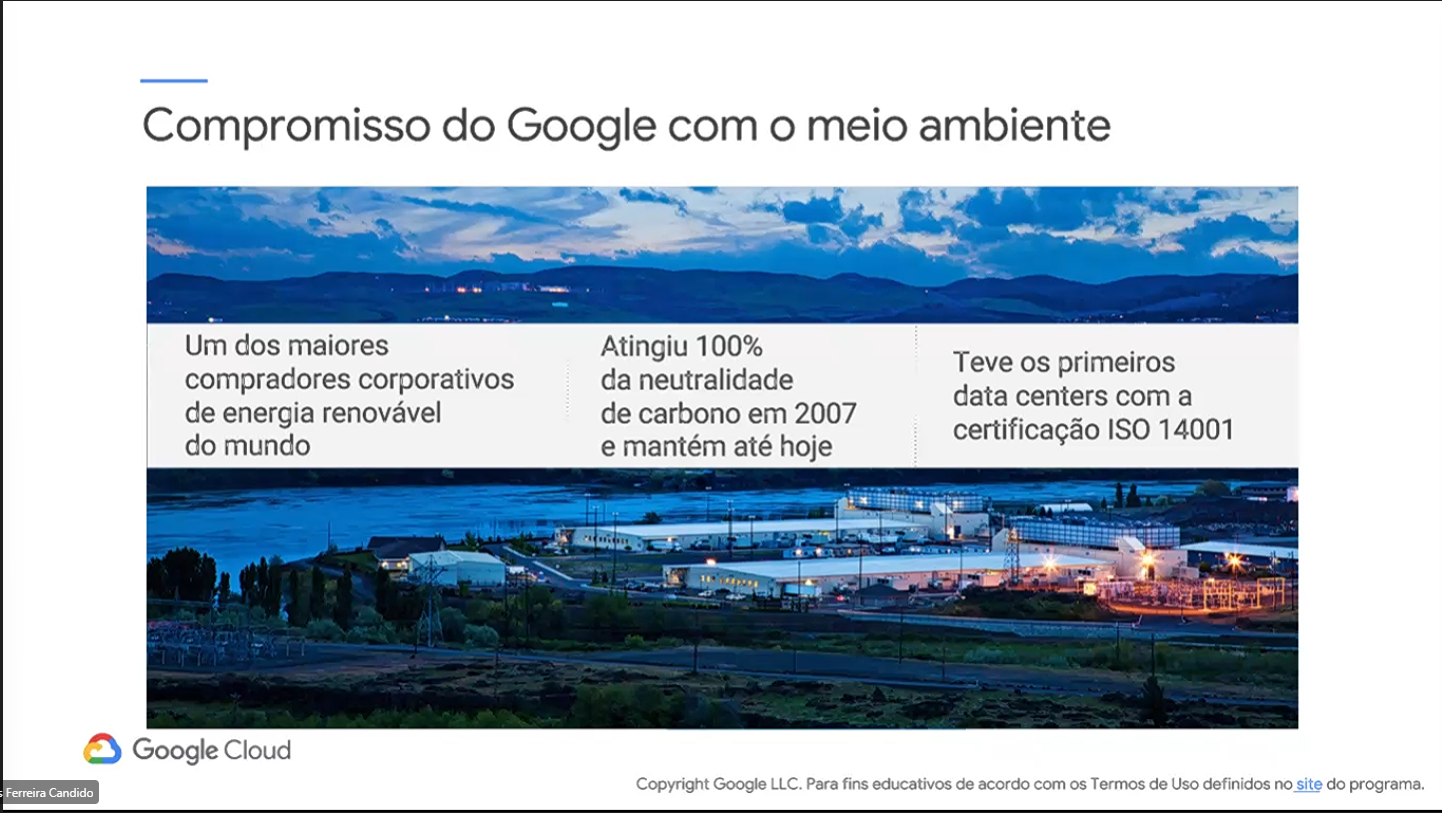 Compromisso do Google com o meio ambiente
Um dos maiores
compradores corporativos
de energia renovável
do mundo
Atingiu 100%
da neutralidade
de carbono em 2007
e mantém até hoje
Teve os primeiros
data centers com a
certificação ISO 14001
Google Cloud
Copyright Google LLC. Para fins educativos de acordo com os Termos de Uso definidos no site do programa.
s Ferreira Candido